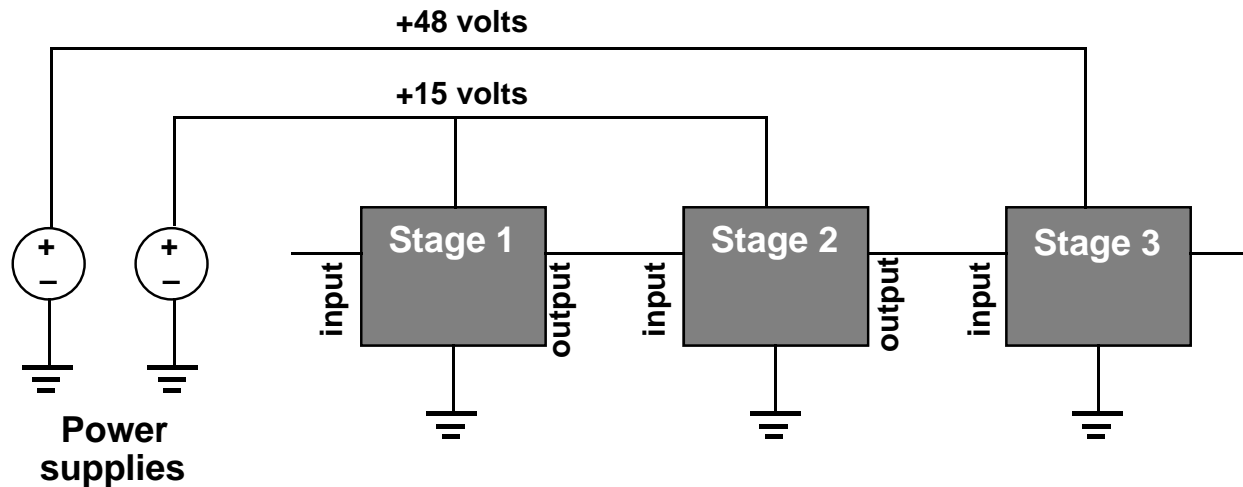 +48 volts
+15 volts
+
–
+
–
Stage 1
Stage 2
Stage 3
input
output
input
output
input
Power
supplies